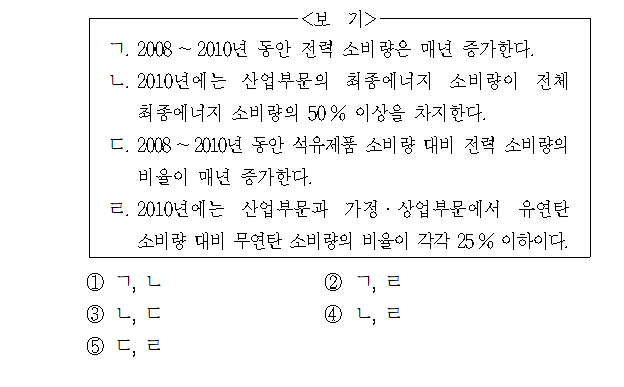 <보 기>
ㄱ. 2008 ~ 2010년 동안 전력 소비량은 매년 증가한다.
ㄴ. 2010년에는 산업부문의 최종에너지 소비량이 전체
최종에너지 소비량의 50 % 이상을 차지한다.
ㄷ. 2008 ~ 2010년 동안 석유제품 소비량 대비 전력 소비량의
비율이 매년 증가한다.
ㄹ. 2010년에는 산업부문과 가정 · 상업부문에서 유연탄
소비량 대비 무연탄 소비량의 비율이 각각 25 % 이하이다.
① ㄱ, ㄴ ② ㄱ, ㄹ
③ ㄴ, ㄷ ④ ㄴ, ㄹ
⑤ ㄷ, ㄹ